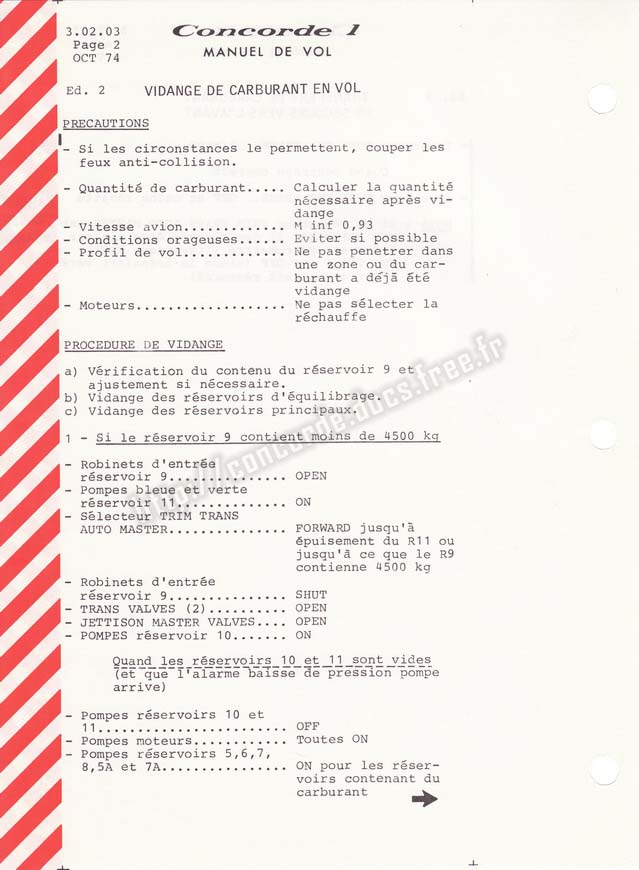 3.02.03
Page 2
OCT 74
Concorde 1
MANUEL DE VOL
Ed. 2 VIDANGE DE CARBURANT EN VOL
PRECAUTIONS
- Si les circonstances le permettent, couper les
feux anti-collision.
- Quantité de carburant..... Calculer la quantité
nécessaire après vi-
dange
- Vitesse avion............. M inf 0,93
- Conditions orageuses...... Eviter si possible
- Profil de vol............. Ne pas penetrer dans
une zone ou du car-
burant a déjà été
vidange
- Moteurs................... Ne pas sélecter la
réchauffe
PROCEDURE DE VIDANGE
a) Vérification du contenu du réservoir 9 et
ajustement si nécessaire.
b) Vidange des réservoirs d'équilibrage.
c) Vidange des réservoirs principaux.
1 - Si le réservoir 9 contient moins de 4500 kg
- Robinets d'entrée
réservoir 9............... OPEN
- Pompes bleue et verte
réservoir 11.............. ON
- Sélecteur TRIM TRANS
AUTO MASTER............... FORWARD jusqu'à
épuisement du R11 ou
jusqu'à ce que le R9
contienne 4500 kg
- Robinets d'entrée
réservoir 9............... SHUT
- TRANS VALVES (2).......... OPEN
- JETTISON MASTER VALVES.... OPEN
- POMPES réservoir 10....... ON
Quand les réservoirs 10 et 11 sont vides
(et que l'alarme baisse de pression pompe
arrive)
- Pompes réservoirs 10 et
11........................ OFF
- Pompes moteurs............ Toutes ON
- Pompes réservoirs 5,6,7,
8,5A et 7A................ ON pour les réser-
voirs contenant du
carburant
http://concorde.docs.free.fr